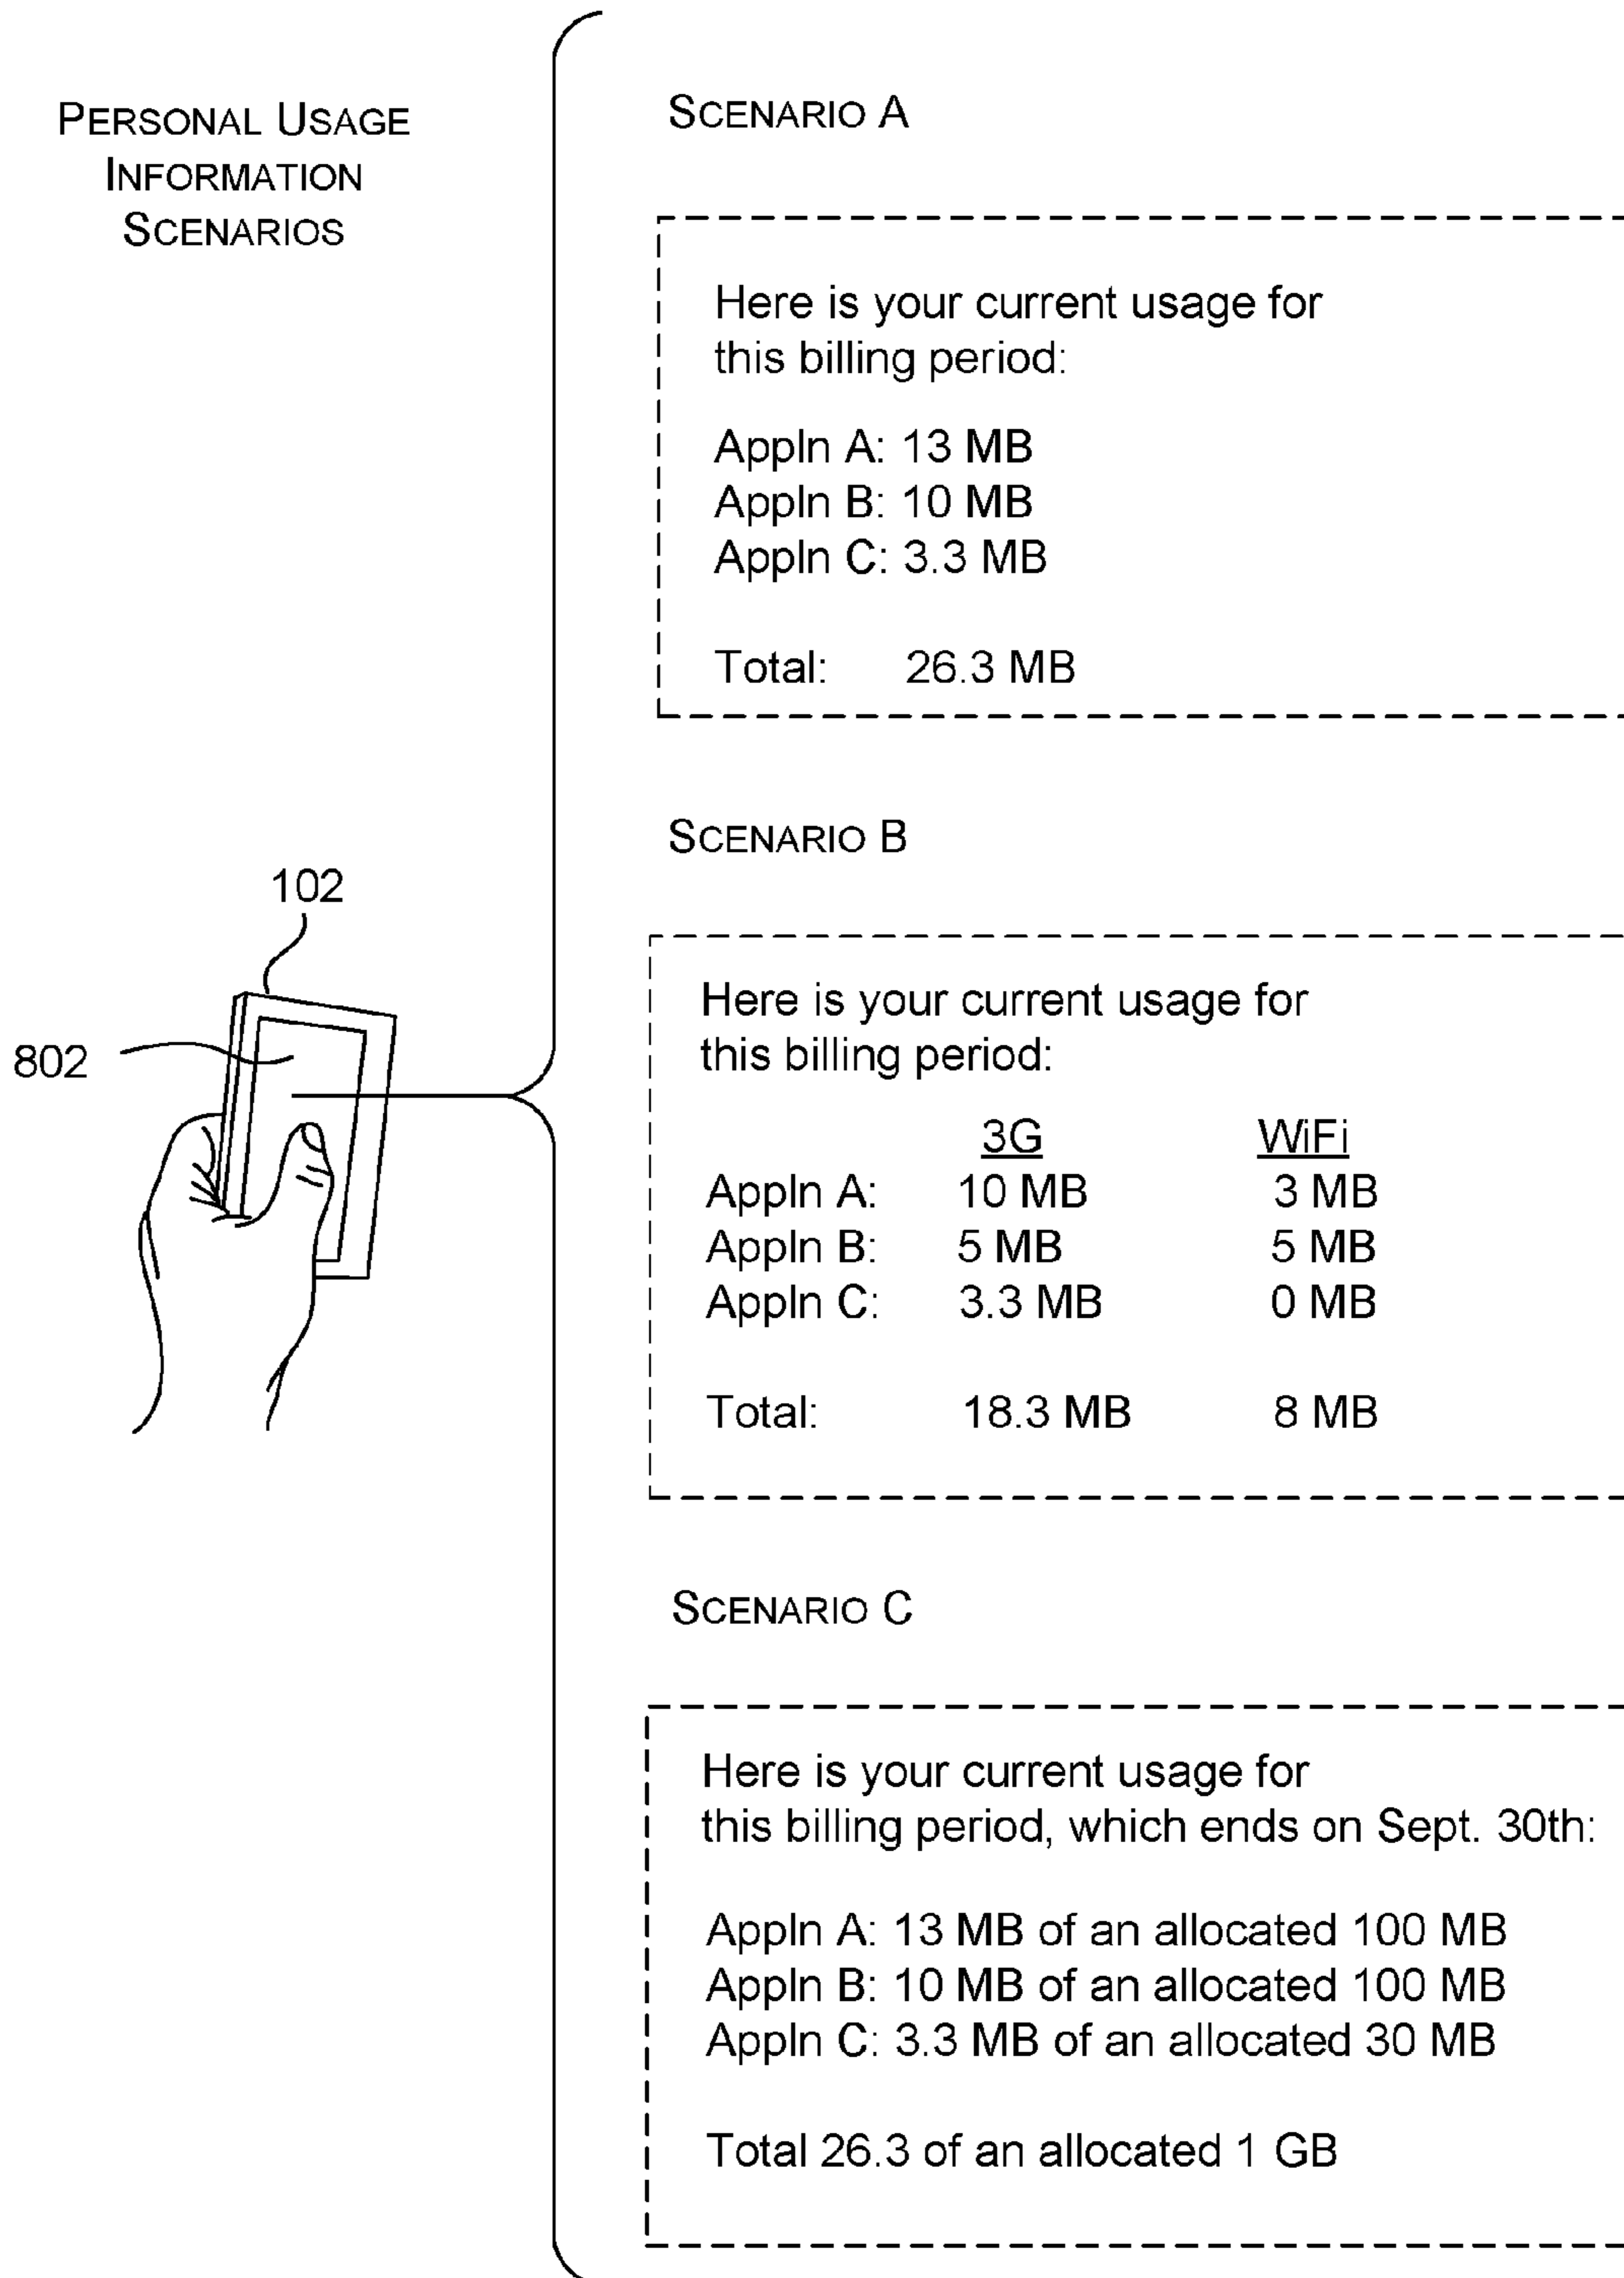 PERSONAL USAGE
INFORMATION
SCENARIOS
102
802
SCENARIO A
Here is your current usage for
this billing period:
Appln A: 13 MB
Appln B: 10 MB
Appln C: 3.3 MB
Total: 26.3 MB
SCENARIO B
Here is your current usage for
this billing period:
3G WiFi
Appln A: 10 MB 3 MB
Appln B: 5 MB 5 MB
Appln C: 3.3 MB 0 MB
Total: 18.3 MB 8 MB
SCENARIO C
Here is your current usage for
this billing period, which ends on Sept. 30th:
Appln A: 13 MB of an allocated 100 MB
Appln B: 10 MB of an allocated 100 MB
Appln C: 3.3 MB of an allocated 30 MB
Total 26.3 of an allocated 1 GB